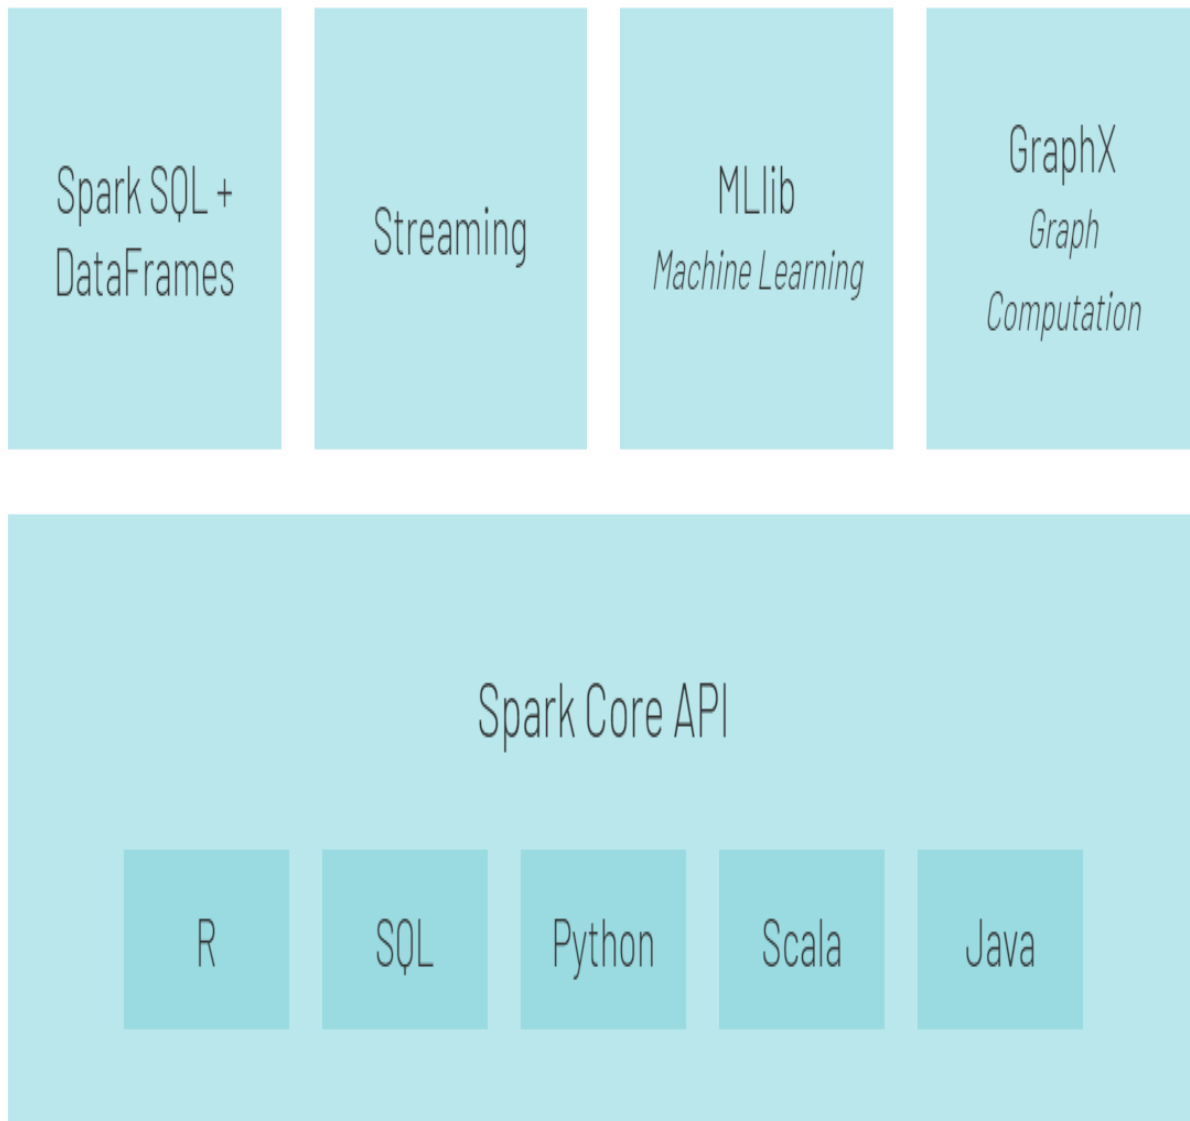 Spark SQL +
DataFrames
Streaming
MLlib
Machine Learning
GraphX
Graph
Computation
Spark Core API
R
SQL
Python
Scala
Java